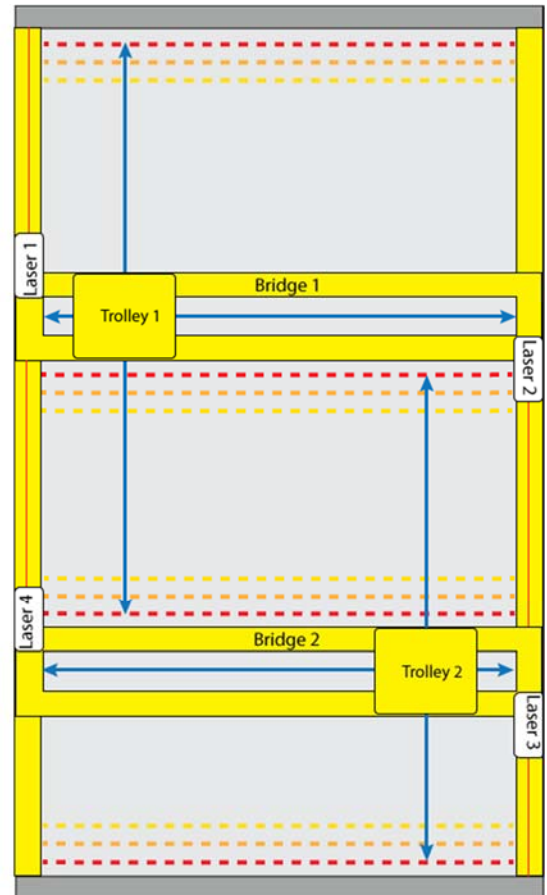 Laser 1
Bridge 1
Trolley 1
Laser 2
Laser 4
Bridge 2
Trolley 2
Laser 3